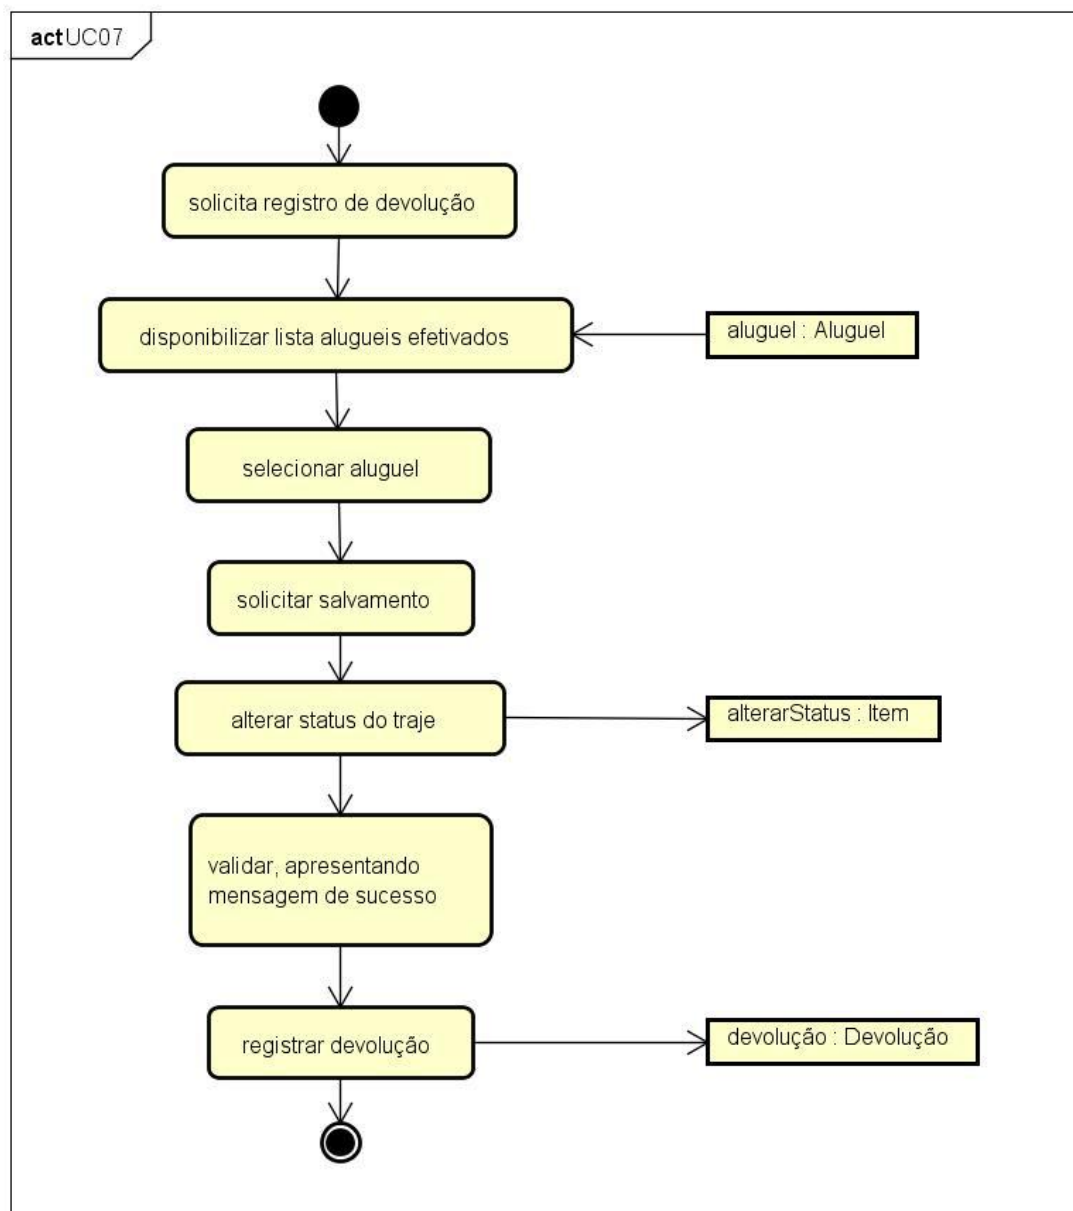 actUC07
solicita registro de devolução
disponibilizar lista alugueis efetivados
aluguel : Aluguel
selecionar aluguel
solicitar salvamento
alterar status do traje
alterarStatus : Item
validar, apresentando
mensagem de sucesso
registrar devolução
devolução : Devolução